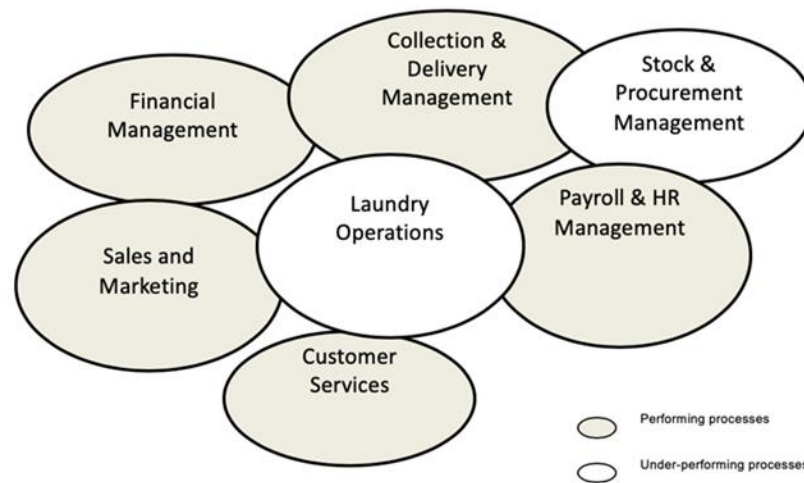 Collection &
Delivery
Management
Stock &
Procurement
Management
Financial
Management
Laundry
Operations
Payroll & HR
Management
Sales and
Marketing
Customer
Services
Performing processes
Under-performing processes